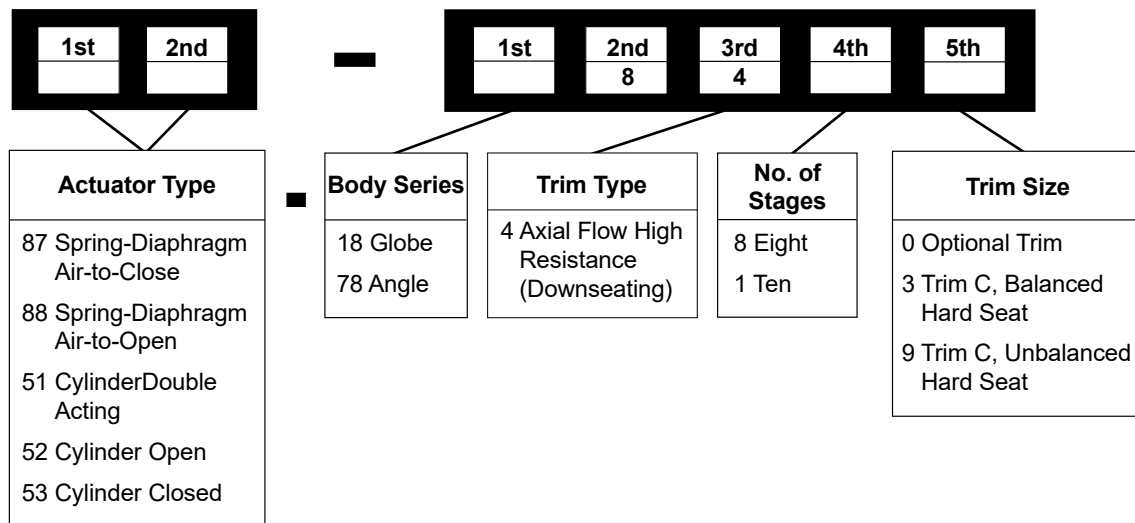 1st 2nd - 1st 2nd 3rd 4th 5th
8 4
Actuator Type
87 Spring-Diaphragm
Air-to-Close
88 Spring-Diaphragm
Air-to-Open
51 CylinderDouble
Acting
52 Cylinder Open
53 Cylinder Closed
-
Body Series
18 Globe
78 Angle
Trim Type
4 Axial Flow High
Resistance
(Downseating)
No. of
Stages
8 Eight
1 Ten
Trim Size
0 Optional Trim
3 Trim C, Balanced
Hard Seat
9 Trim C, Unbalanced
Hard Seat